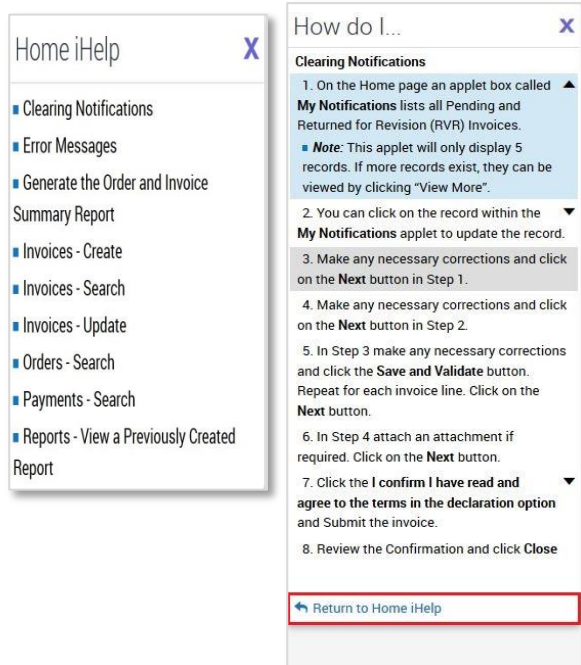 Home iHelp
X
Clearing Notifications
Error Messages
Generate the Order and Invoice
Summary Report
Invoices - Create
Invoices - Search
Invoices - Update
Orders - Search
Payments - Search
Reports - View a Previously Created
Report
How do I...
X
Clearing Notifications
1. On the Home page an applet box called
My Notifications lists all Pending and
Returned for Revision (RVR) Invoices.
Note: This applet will only display 5
records. If more records exist, they can be
viewed by clicking “View More”.
2. You can click on the record within the
My Notifications applet to update the record.
3. Make any necessary corrections and click
on the Next button in Step 1.
4. Make any necessary corrections and click
on the Next button in Step 2.
5. In Step 3 make any necessary corrections
and click the Save and Validate button.
Repeat for each invoice line. Click on the
Next button.
6. In Step 4 attach an attachment if
required. Click on the Next button.
7. Click the I confirm I have read and
agree to the terms in the declaration option
and Submit the invoice.
8. Review the Confirmation and click Close
Return to Home iHelp